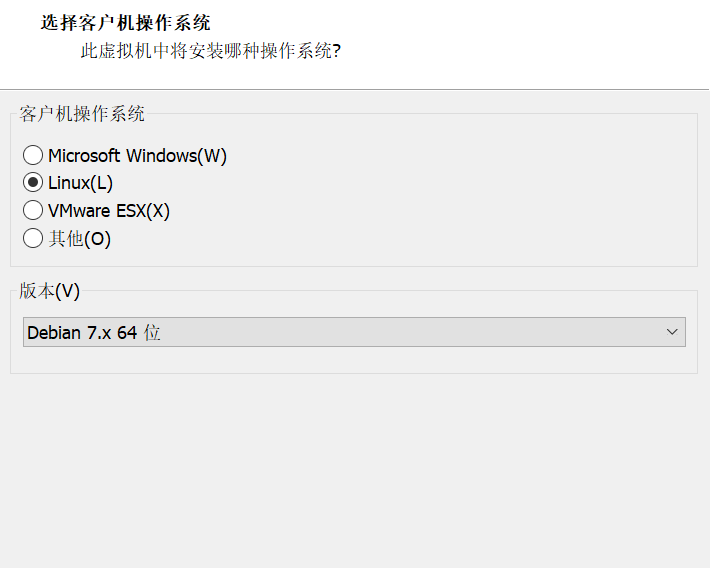 选择客户机操作系统
此虚拟机中将安装哪种操作系统?
客户机操作系统
Microsoft Windows(W)
Linux(L)
VMware ESX(X)
其他(O)
版本(V)
Debian 7.x 64 位